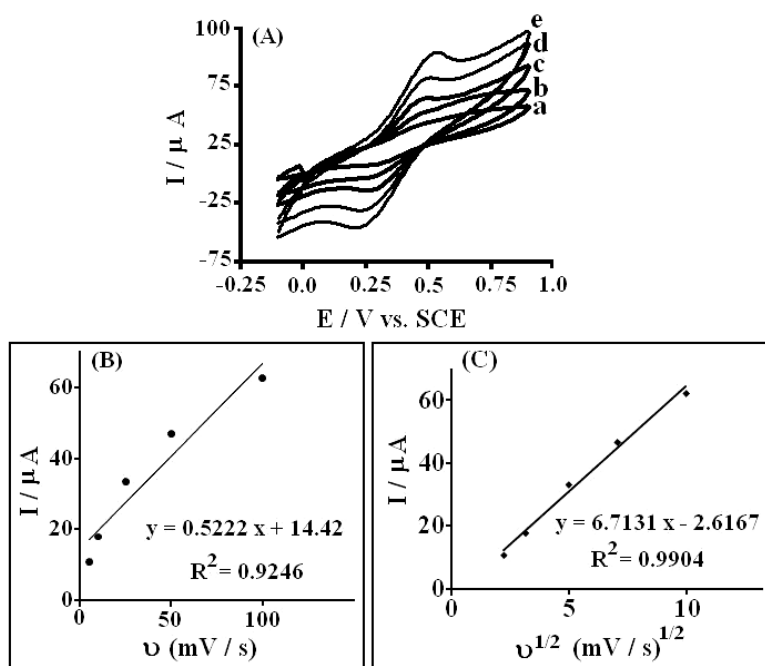 (A)
100
75
25
-25
-75
I / μ A
e
d
c
b
a
-0.25 0.0 0.25 0.50 0.75 1.0
E / V vs. SCE
(B)
60
40
20
0
I / μ A
y = 0.5222 x + 14.42
R² = 0.9246
0 50 100
υ (mV / s)
(C)
60
40
20
0
I / μ A
y = 6.7131 x - 2.6167
R² = 0.9904
0 5 10
υ¹/² (mV / s)¹/²